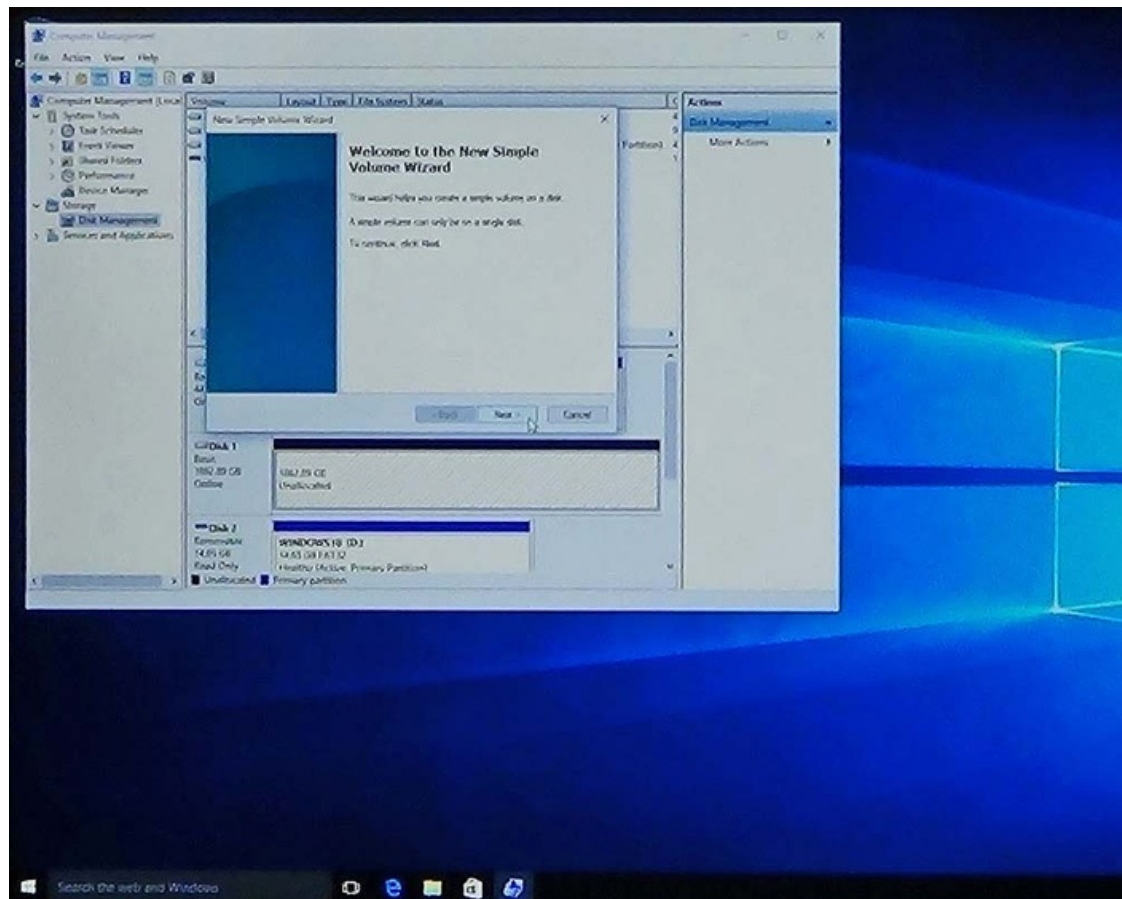 Computer Management
File Action View Help
Computer Management (Local
System Tools
Task Scheduler
Event Viewer
Shared Folders
Performance
Device Manager
Storage
Disk Management
Services and Applications
Volume Layout Type File System Status
Actions
Disk Management
More Actions
New Simple Volume Wizard
Welcome to the New Simple
Volume Wizard
This wizard helps you create a simple volume on a disk.
A simple volume can only be on a single disk.
To continue, click Next.
< Back Next > Cancel
Partition)
Disk 1
Basic
Online
Unallocated
Disk 2
Removable
Read Only
WINDOWS 10 (D:)
Healthy (Active, Primary Partition)
Unallocated Primary partition
Search the web and Windows